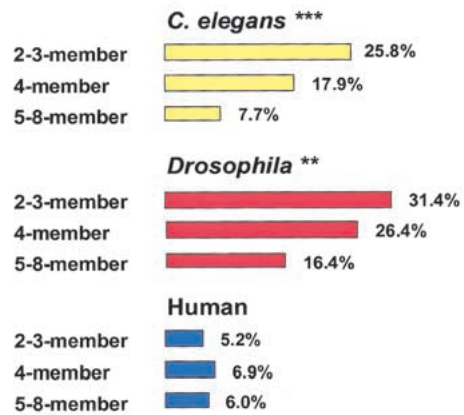 C. elegans ***
2-3-member 25.8%
4-member 17.9%
5-8-member 7.7%
Drosophila **
2-3-member 31.4%
4-member 26.4%
5-8-member 16.4%
Human
2-3-member 5.2%
4-member 6.9%
5-8-member 6.0%